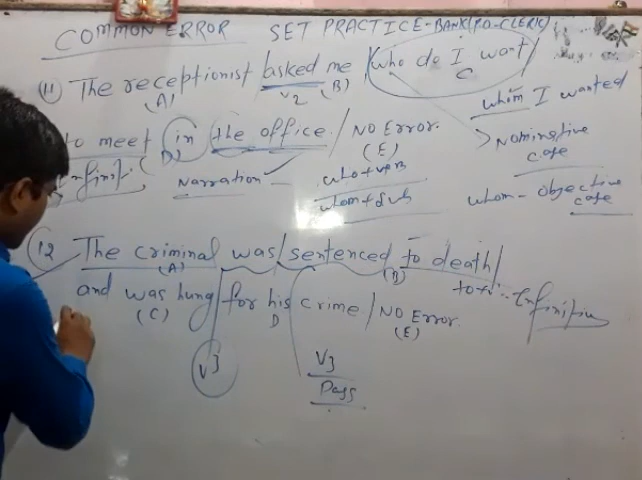 COMMON ERROR SET PRACTICE-BANK(PO-CLERK)
(11) The receptionist / asked me / who do I want /
(A) V2 (B) C
whom I wanted
to meet in the office. / NO ERROR.
(D) (E)
Nominative case
Infiniti
Narration -
who + verb
whom + Sub
whom - objective case
(12) The criminal was / sentenced to death /
(A) (B)
and was hung / for his crime / NO ERROR.
(C) D (E)
Infinitive
V3
V3
Pass